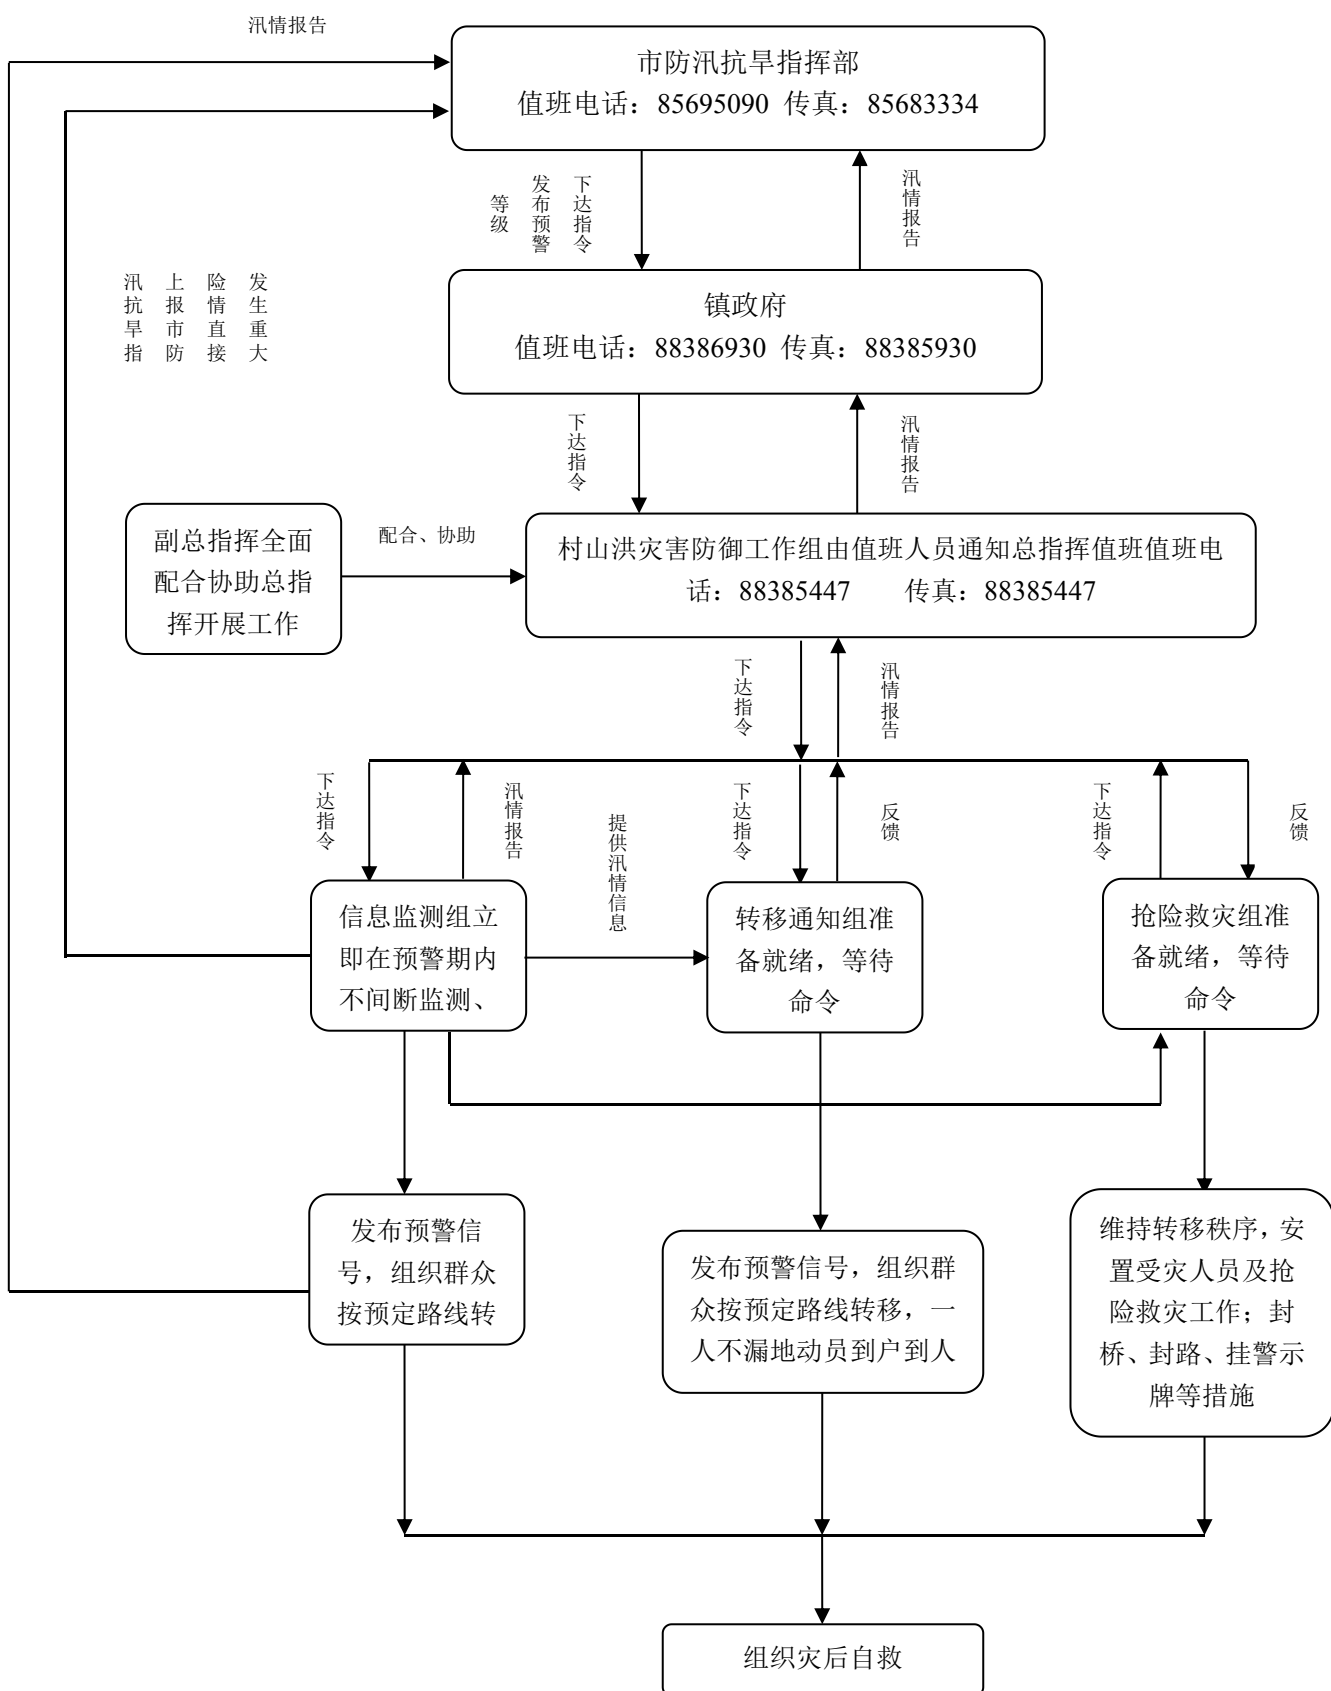 汛情报告
市防汛抗旱指挥部
值班电话：85695090 传真：85683334
下达指令
发布预警
等级
汛情报告
发生重大
险情直接
上报市防
汛抗旱指
镇政府
值班电话：88386930 传真：88385930
下达指令
汛情报告
副总指挥全面
配合协助总指
挥开展工作
配合、协助
村山洪灾害防御工作组由值班人员通知总指挥值班值班电
话：88385447 传真：88385447
下达指令
汛情报告
下达指令
汛情报告
提供汛情信息
下达指令
反馈
下达指令
反馈
信息监测组立
即在预警期内
不间断监测、
转移通知组准
备就绪，等待
命令
抢险救灾组准
备就绪，等待
命令
发布预警信
号，组织群众
按预定路线转
发布预警信号，组织群
众按预定路线转移，一
人不漏地动员到户到人
维持转移秩序，安
置受灾人员及抢
险救灾工作；封
桥、封路、挂警示
牌等措施
组织灾后自救